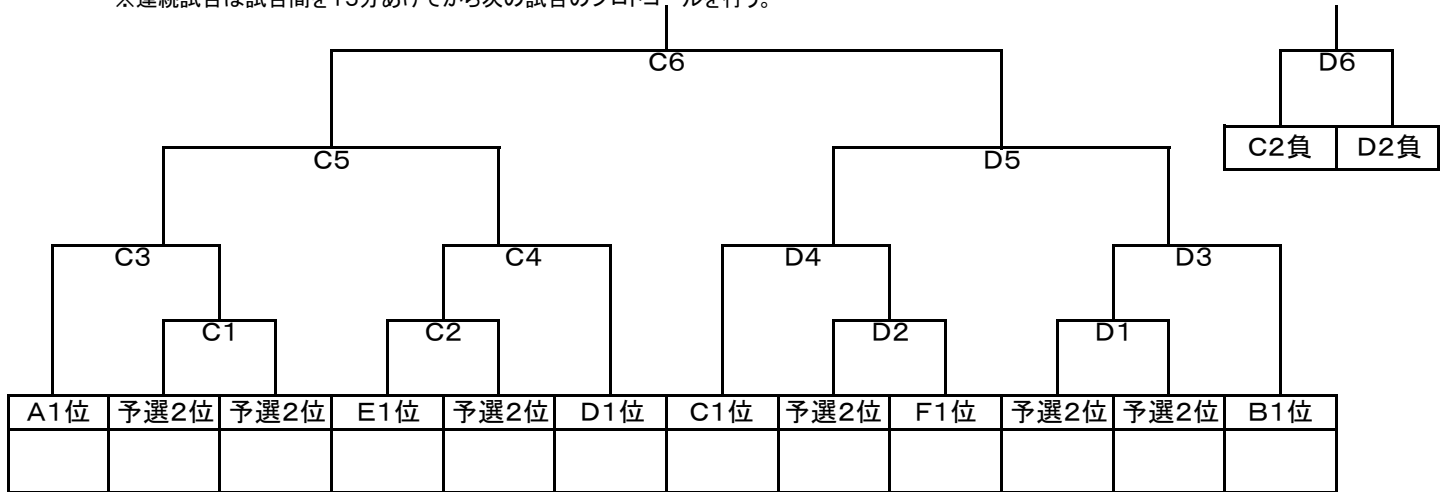 ※連続試合は試合間を15分あけてから次の試合のプロトコールを行う。
C6
D6
C2負 D2負
C5 D5
C3 C4 D4 D3
C1 C2 D2 D1
A1位 予選2位 予選2位 E1位 予選2位 D1位 C1位 予選2位 F1位 予選2位 予選2位 B1位